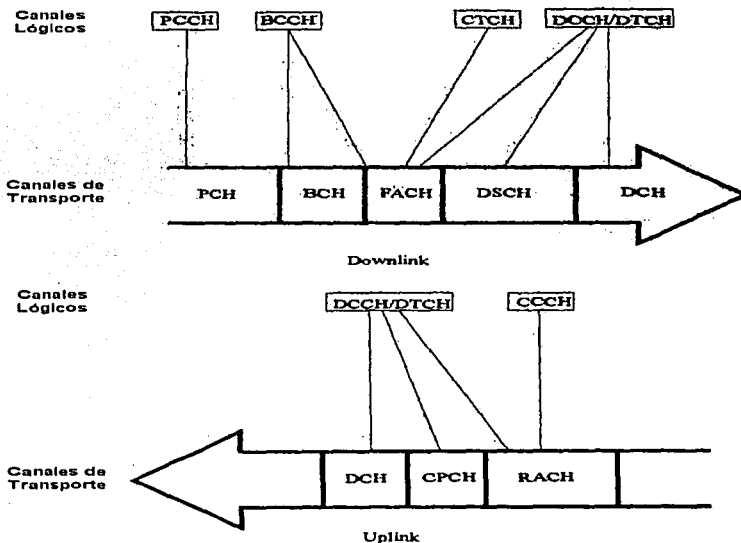 Canales
Lógicos
PCCH
BCCH
CTCH
DCCH/DTCH
Canales de
Transporte
PCH
BCH
FACH
DSCH
DCH
Downlink
Canales
Lógicos
DCCH/DTCH
CCCH
Canales de
Transporte
DCH
CPCH
RACH
Uplink